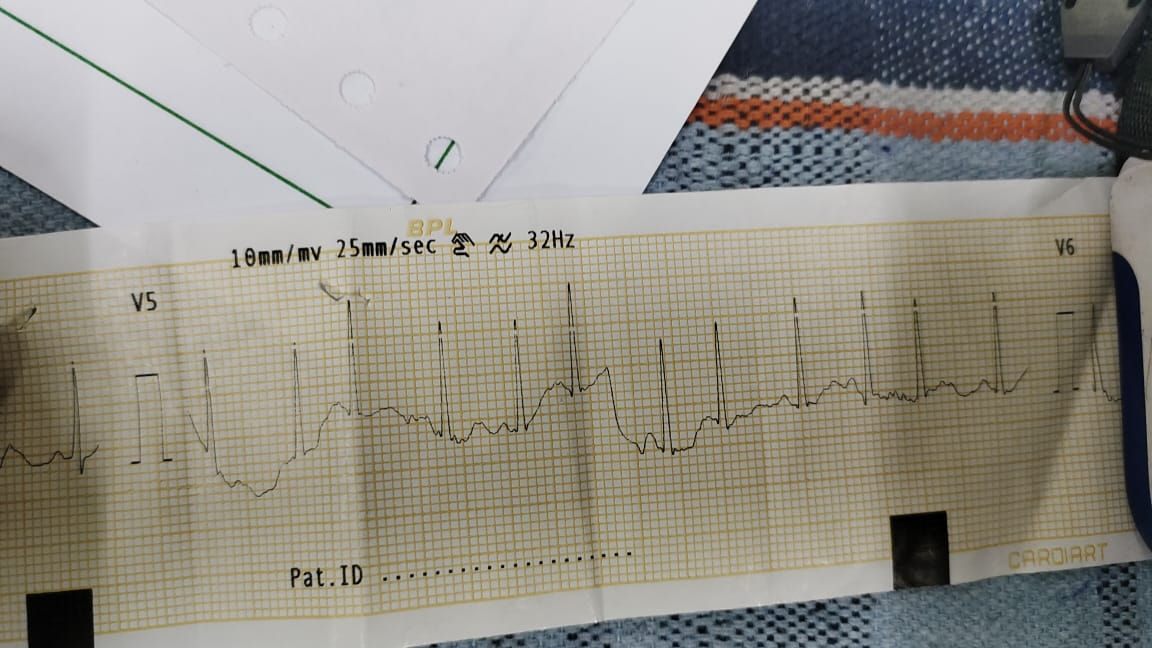 BPL
10mm/mv 25mm/sec 32Hz
V5
V6
Pat.ID ....................
CARDIART